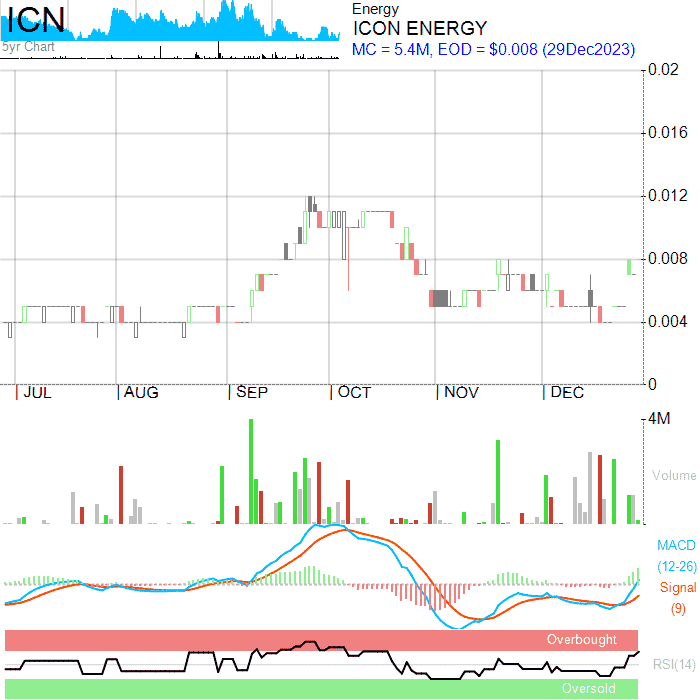 ICN
5yr Chart
Energy
ICON ENERGY
MC = 5.4M, EOD = $0.008 (29Dec2023)
0.02
0.016
0.012
0.008
0.004
0
JUL AUG SEP OCT NOV DEC
4M
Volume
MACD
(12-26)
Signal
(9)
Overbought
RSI(14)
Oversold